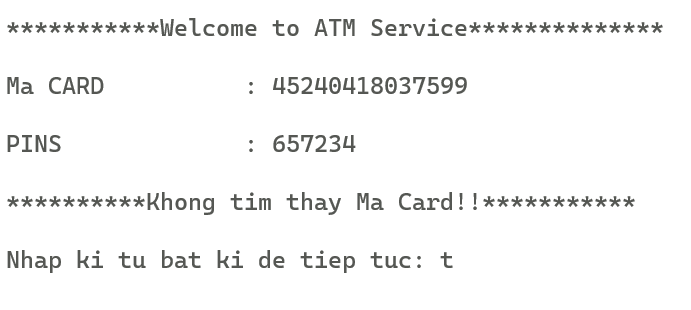 ***********Welcome to ATM Service**************
Ma CARD          : 45240418037599
PINS             : 657234
**********Khong tim thay Ma Card!!***********
Nhap ki tu bat ki de tiep tuc: t